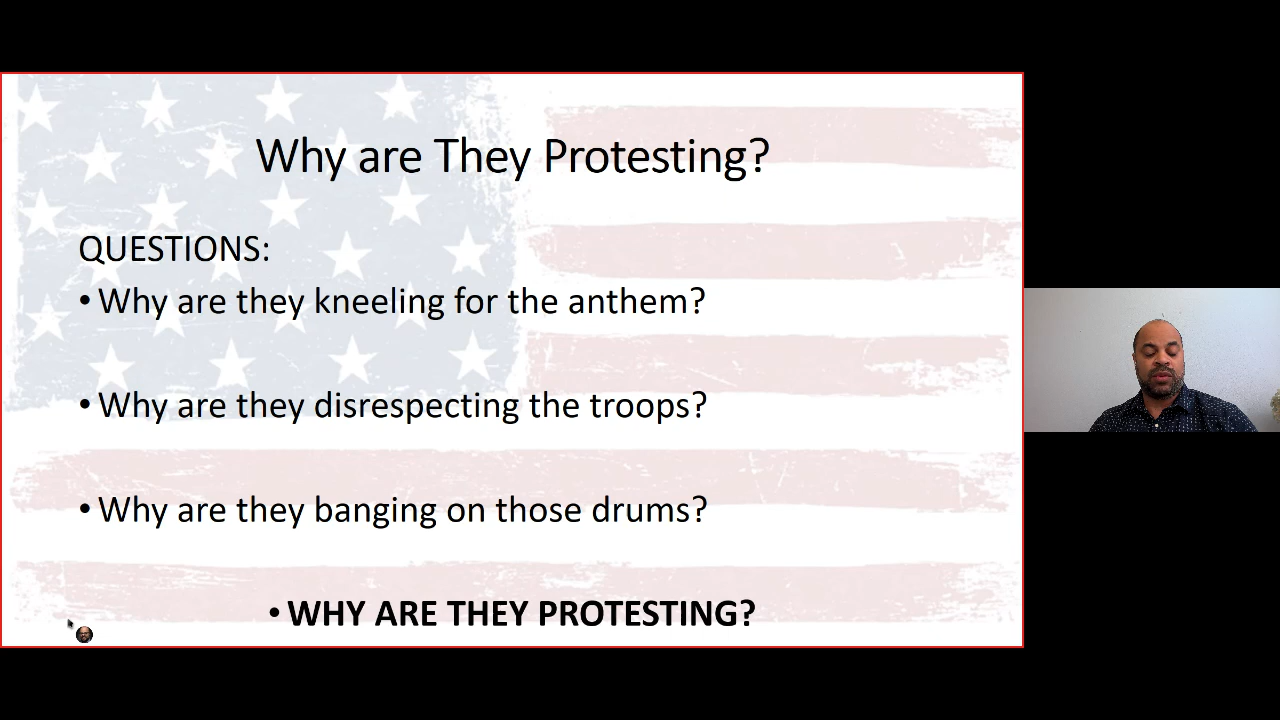 Why are They Protesting?
QUESTIONS:
• Why are they kneeling for the anthem?
• Why are they disrespecting the troops?
• Why are they banging on those drums?
• WHY ARE THEY PROTESTING?